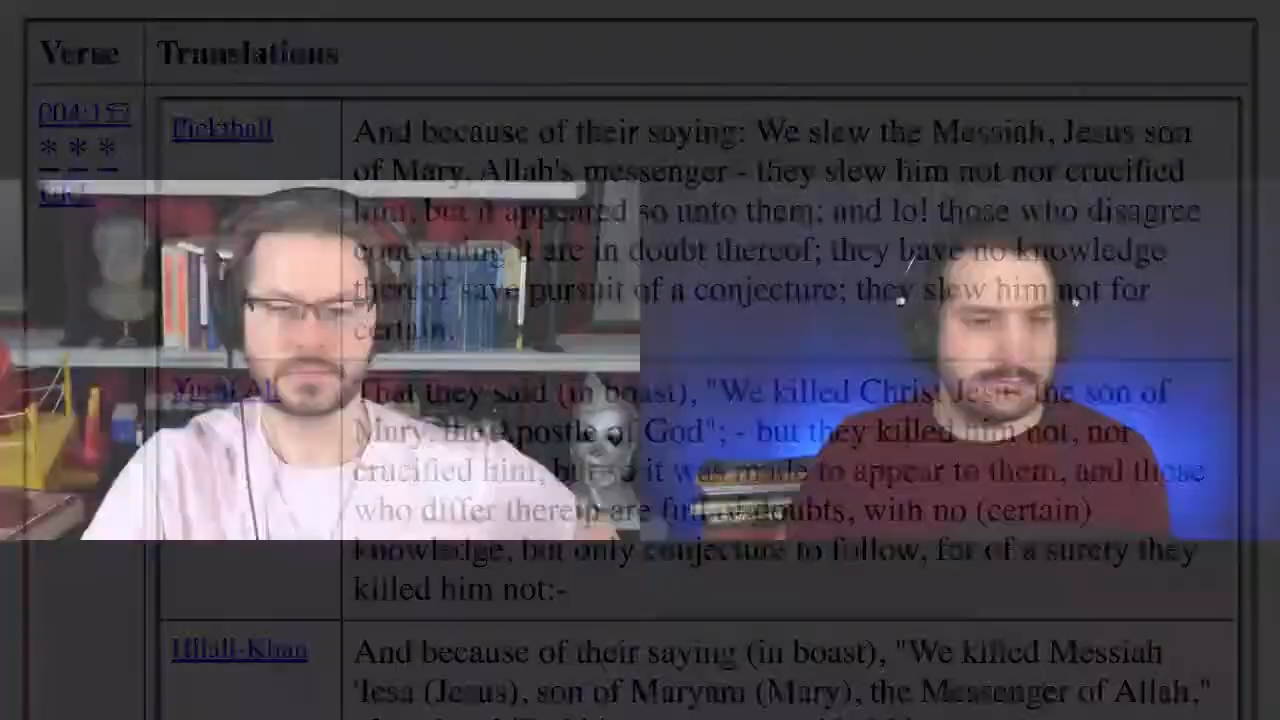 Verse
Translations
004:157
* * *
Pickthall
And because of their saying: We slew the Messiah, Jesus son
of Mary, Allah's messenger - they slew him not nor crucified
him, but it appeared so unto them; and lo! those who disagree
concerning it are in doubt thereof; they have no knowledge
thereof save pursuit of a conjecture; they slew him not for
certain.
Yusuf Ali
That they said (in boast), "We killed Christ Jesus the son of
Mary, the Apostle of God"; - but they killed him not, nor
crucified him, but so it was made to appear to them, and those
who differ therein are full of doubts, with no (certain)
knowledge, but only conjecture to follow, for of a surety they
killed him not:-
Hilali-Khan
And because of their saying (in boast), "We killed Messiah
'Iesa (Jesus), son of Maryam (Mary), the Messenger of Allah,"